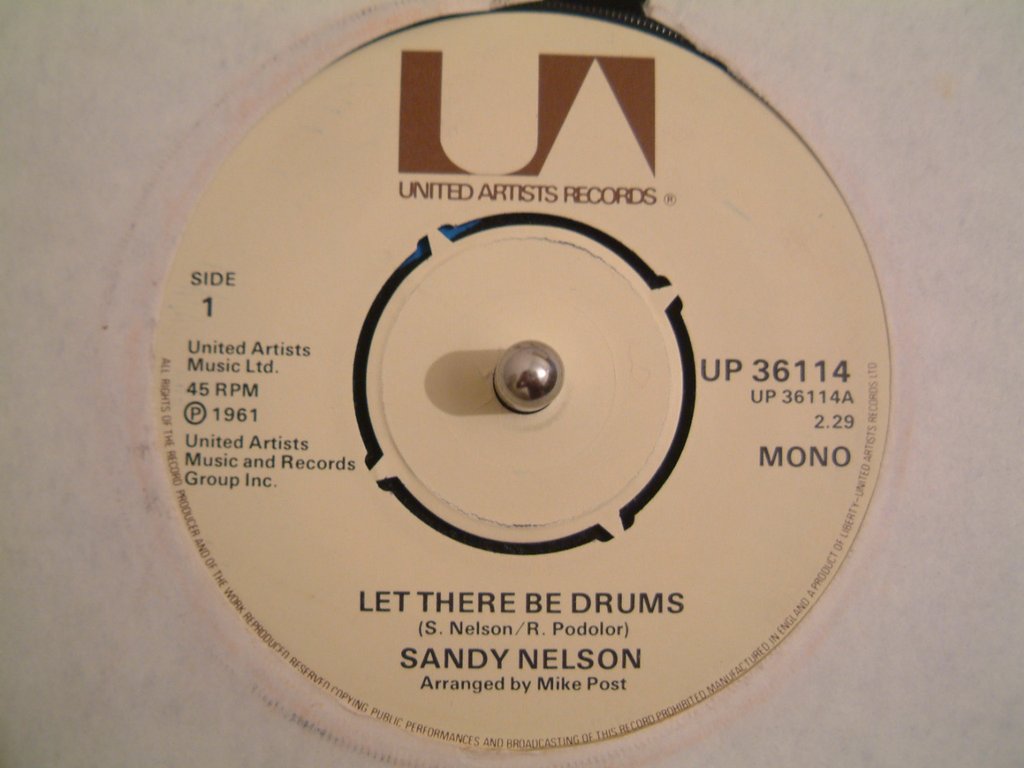 UA
UNITED ARTISTS RECORDS ®
SIDE
1
United Artists
Music Ltd.
45 RPM
Ⓟ 1961
United Artists
Music and Records
Group Inc.
UP 36114
UP 36114A
2.29
MONO
LET THERE BE DRUMS
(S. Nelson/R. Podolor)
SANDY NELSON
Arranged by Mike Post
ALL RIGHTS OF THE RECORD PRODUCER AND OF THE WORK REPRODUCED RESERVED COPYING PUBLIC PERFORMANCES AND BROADCASTING OF THIS RECORD PROHIBITED MANUFACTURED IN ENGLAND A PRODUCT OF LIBERTY-UNITED ARTISTS RECORDS LTD